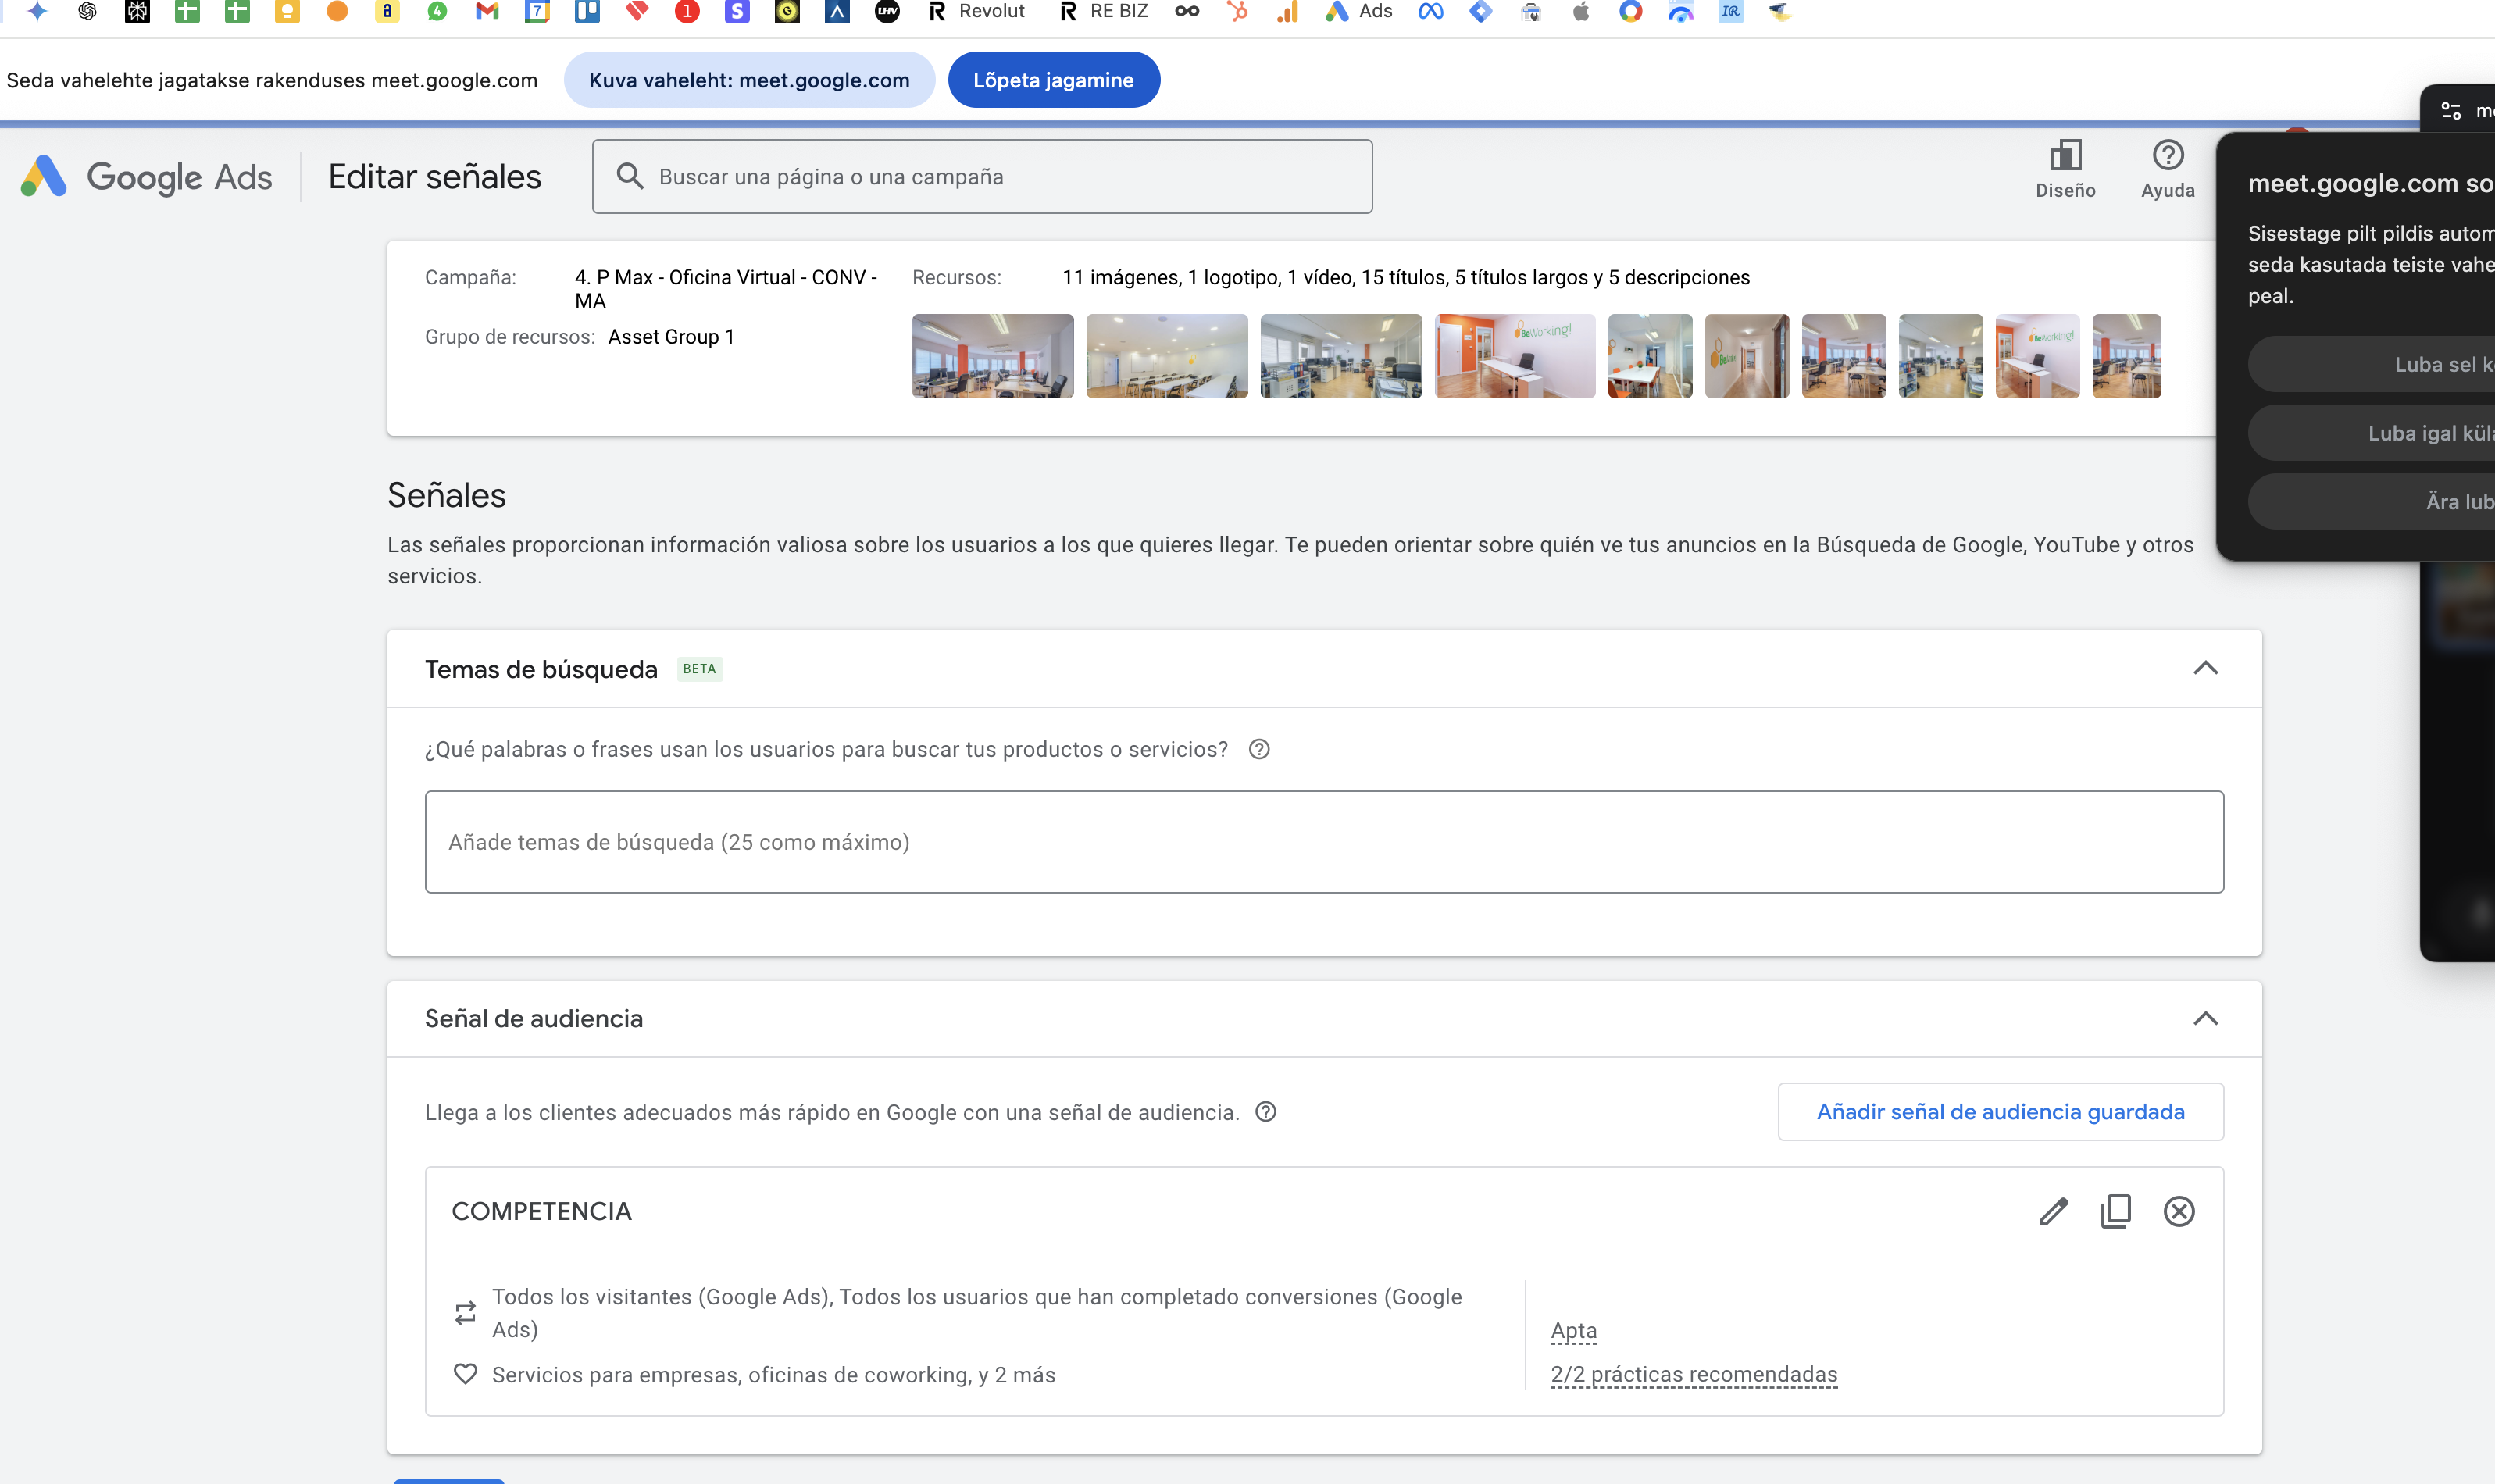 Revolut
RE BIZ
Ads
Seda vahelehte jagatakse rakenduses meet.google.com
Kuva vaheleht: meet.google.com
Lõpeta jagamine
Google Ads
Editar señales
Buscar una página o una campaña
Diseño
Ayuda
meet.google.com so
Sisestage pilt pildis autom
seda kasutada teiste vahe
peal.
Luba sel k
Luba igal küla
Ära lub
Campaña:
4. P Max - Oficina Virtual - CONV -
MA
Grupo de recursos:
Asset Group 1
Recursos:
11 imágenes, 1 logotipo, 1 vídeo, 15 títulos, 5 títulos largos y 5 descripciones
BeWorking!
BeWorking!
Señales
Las señales proporcionan información valiosa sobre los usuarios a los que quieres llegar. Te pueden orientar sobre quién ve tus anuncios en la Búsqueda de Google, YouTube y otros
servicios.
Temas de búsqueda
BETA
¿Qué palabras o frases usan los usuarios para buscar tus productos o servicios?
Añade temas de búsqueda (25 como máximo)
Señal de audiencia
Llega a los clientes adecuados más rápido en Google con una señal de audiencia.
Añadir señal de audiencia guardada
COMPETENCIA
Todos los visitantes (Google Ads), Todos los usuarios que han completado conversiones (Google
Ads)
Servicios para empresas, oficinas de coworking, y 2 más
Apta
2/2 prácticas recomendadas